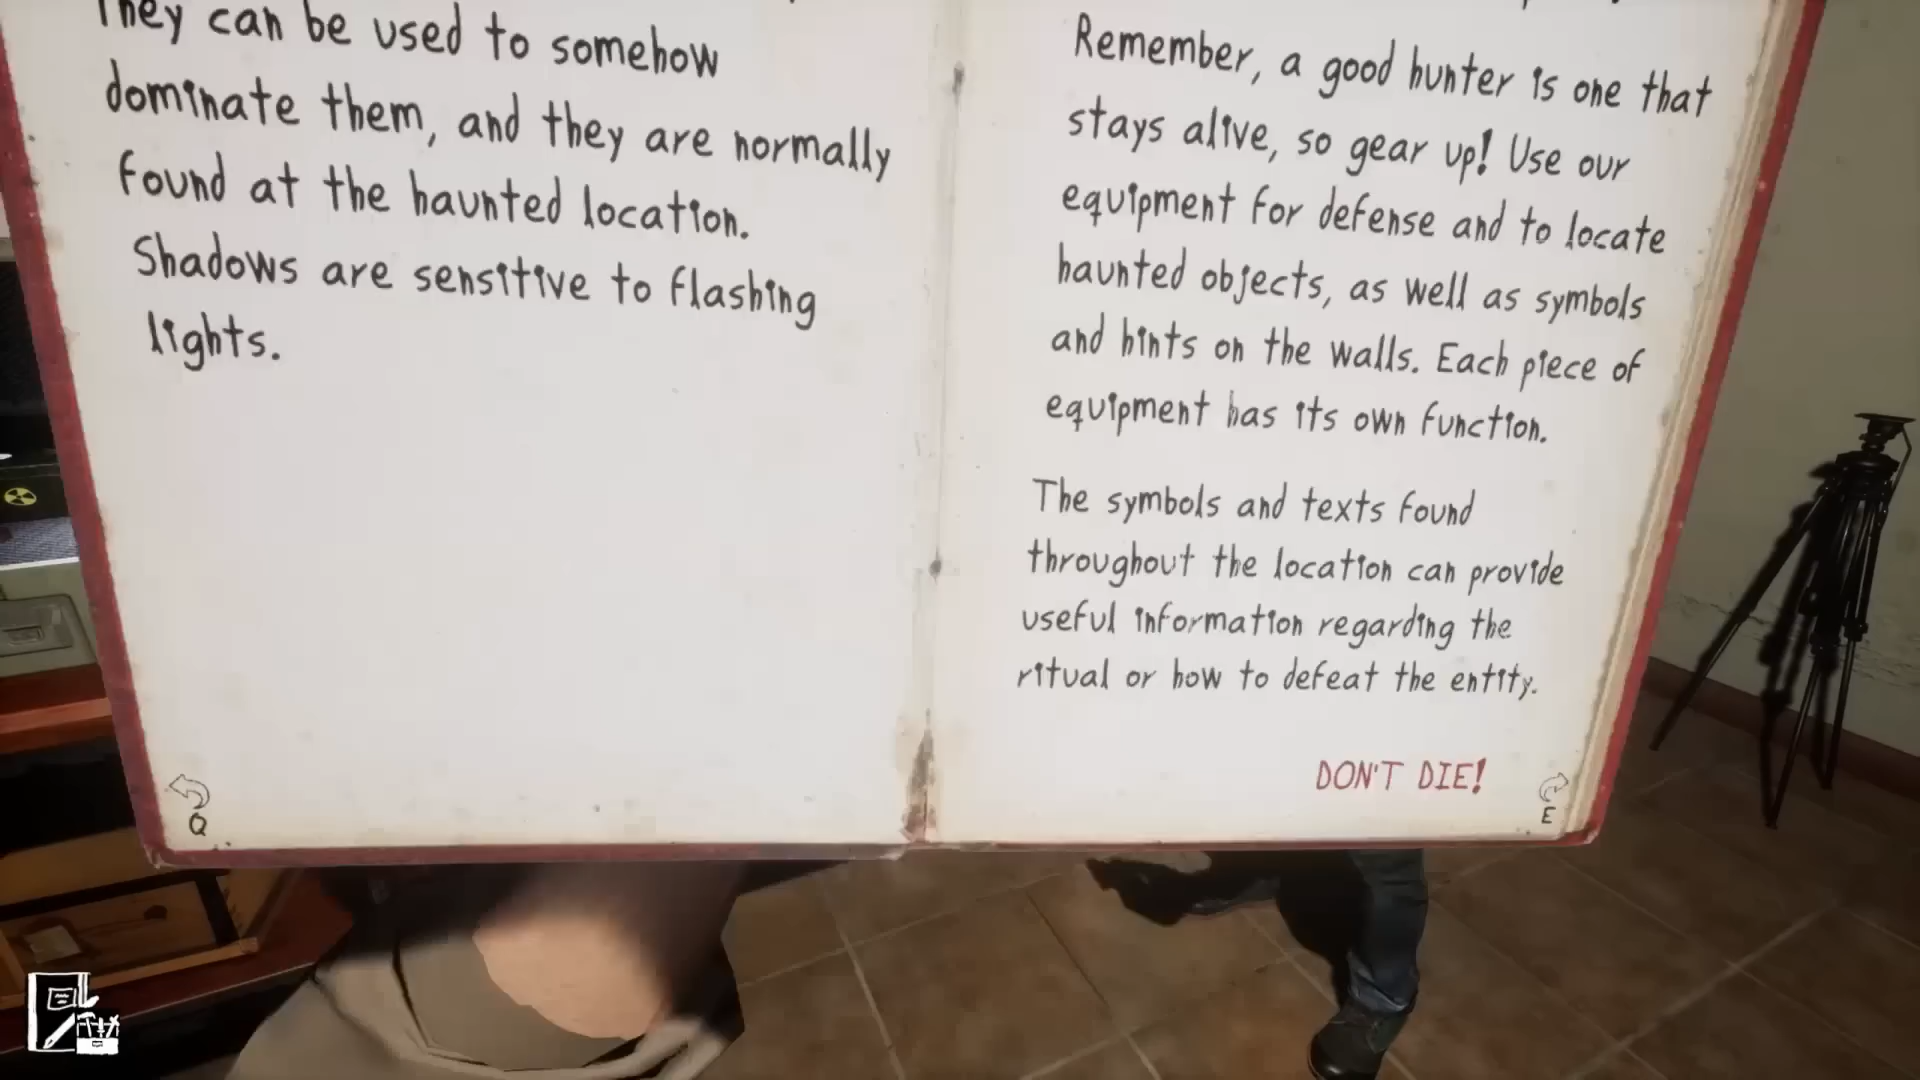 They can be used to somehow
dominate them, and they are normally
found at the haunted location.
Shadows are sensitive to flashing
lights.
Q
Remember, a good hunter is one that
stays alive, so gear up! Use our
equipment for defense and to locate
haunted objects, as well as symbols
and hints on the walls. Each piece of
equipment has its own function.
The symbols and texts found
throughout the location can provide
useful information regarding the
ritual or how to defeat the entity.
DON'T DIE!
E